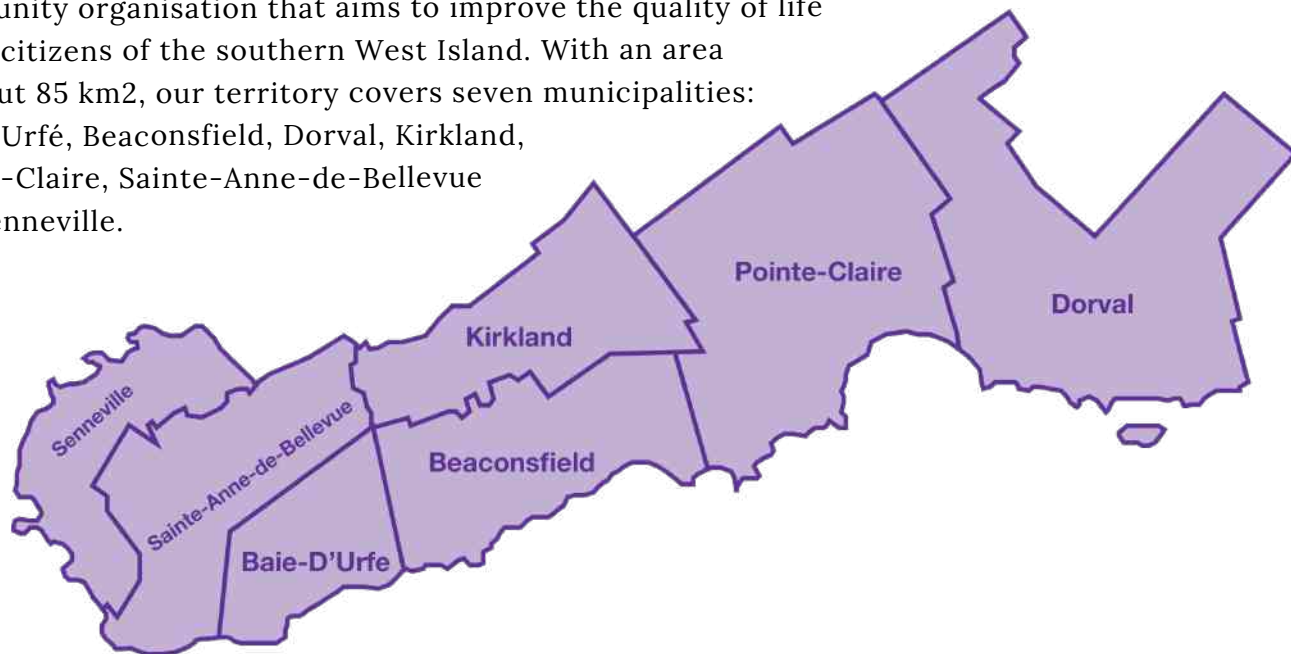 unity organisation that aims to improve the quality of life
citizens of the southern West Island. With an area
ut 85 km2, our territory covers seven municipalities:
Urfé, Beaconsfield, Dorval, Kirkland,
-Claire, Sainte-Anne-de-Bellevue
enneville.
Pointe-Claire
Dorval
Kirkland
Senneville
Sainte-Anne-de-Bellevue
Beaconsfield
Baie-D'Urfe